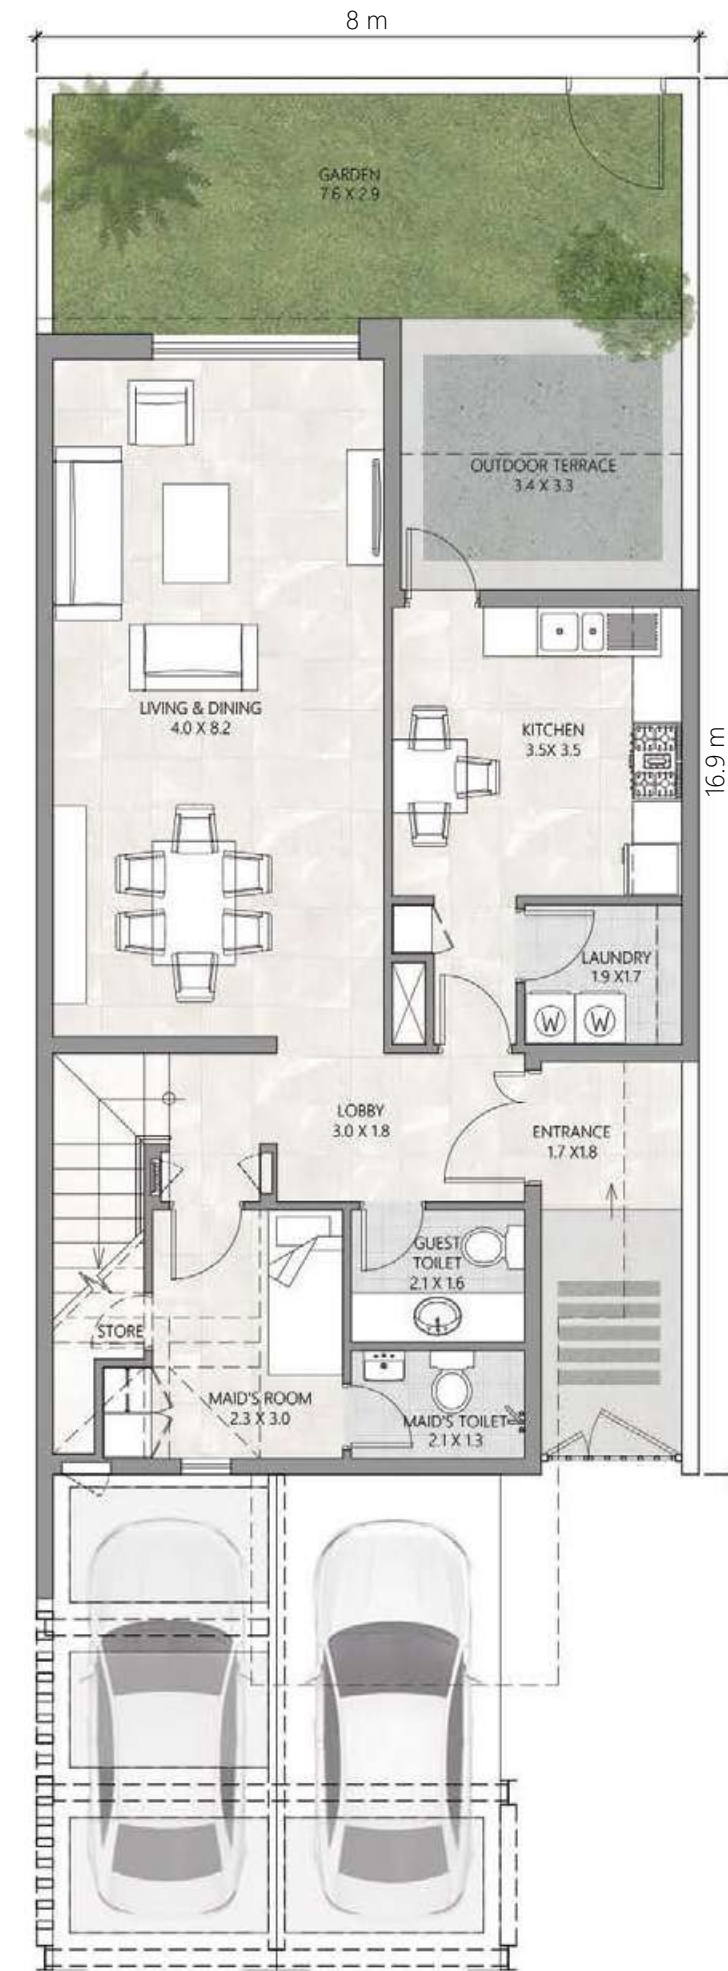 8 m
GARDEN
7.6 X 2.9
OUTDOOR TERRACE
3.4 X 3.3
LIVING & DINING
4.0 X 8.2
KITCHEN
3.5X 3.5
16.9 m
LAUNDRY
1.9 X1.7
W W
LOBBY
3.0 X 1.8
ENTRANCE
1.7 X1.8
GUEST
TOILET
2.1 X 1.6
STORE
MAID'S ROOM
2.3 X 3.0
MAID'S TOILET
2.1 X 1.3